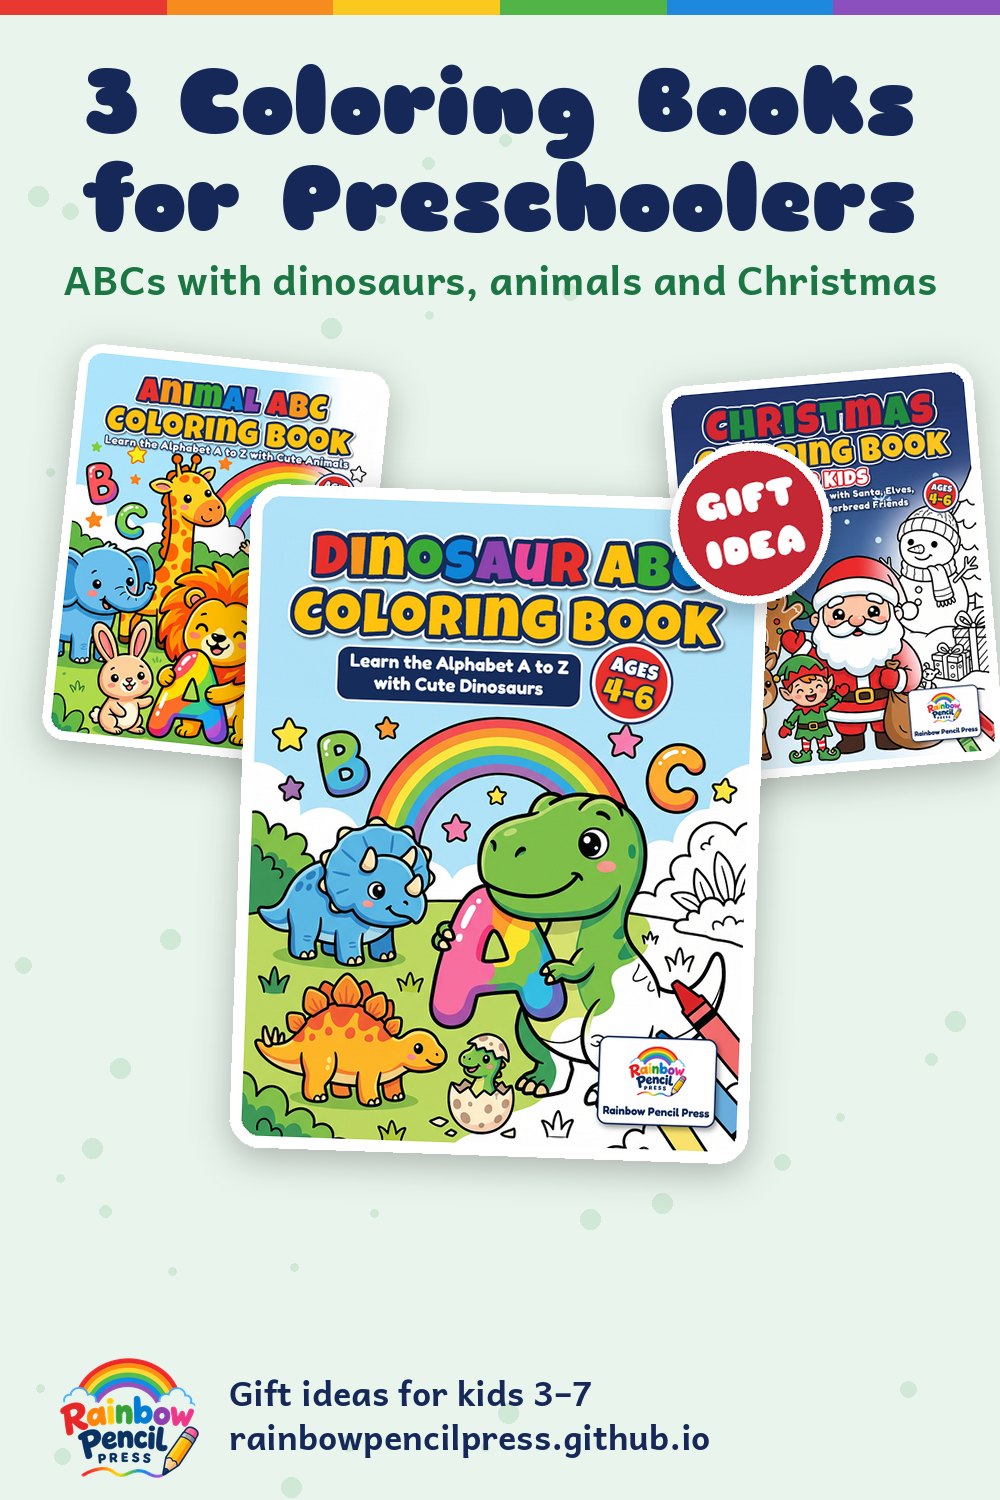 3 Coloring Books
for Preschoolers
ABCs with dinosaurs, animals and Christmas
ANIMAL ABC
COLORING BOOK
Learn the Alphabet A to Z with Cute Animals
B
C
A
CHRISTMAS
BOOK
KIDS
with Santa, Elves,
Friends
AGES
4-6
Rainbow
Pencil
PRESS
Rainbow Pencil Press
GIFT
IDEA
DINOSAUR
COLORING BOOK
Learn the Alphabet A to Z
with Cute Dinosaurs
AGES
4-6
B
C
A
Rainbow
Pencil
PRESS
Rainbow Pencil Press
Rainbow
Pencil
PRESS
Gift ideas for kids 3–7
rainbowpencilpress.github.io